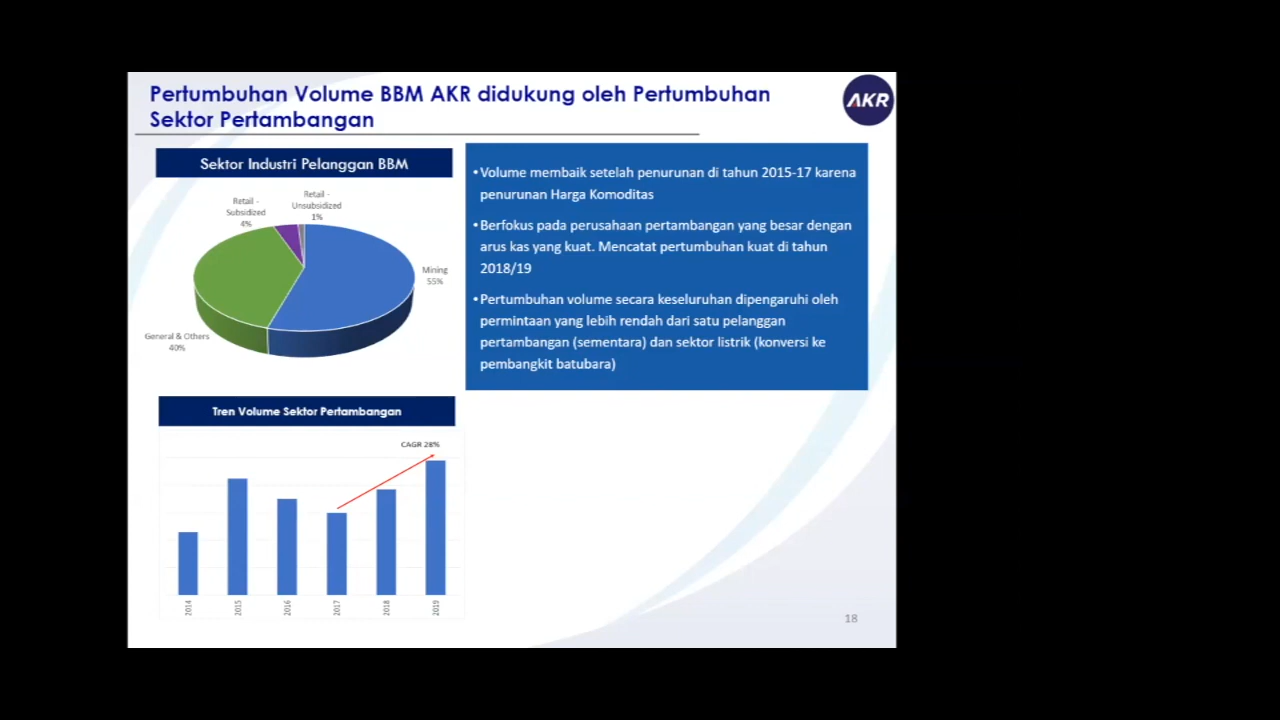 Pertumbuhan Volume BBM AKR didukung oleh Pertumbuhan
Sektor Pertambangan
AKR
Sektor Industri Pelanggan BBM
Retail -
Subsidized
4%
Retail -
Unsubsidized
1%
Mining
55%
General & Others
40%
•Volume membaik setelah penurunan di tahun 2015-17 karena
penurunan Harga Komoditas
•Berfokus pada perusahaan pertambangan yang besar dengan
arus kas yang kuat. Mencatat pertumbuhan kuat di tahun
2018/19
•Pertumbuhan volume secara keseluruhan dipengaruhi oleh
permintaan yang lebih rendah dari satu pelanggan
pertambangan (sementara) dan sektor listrik (konversi ke
pembangkit batubara)
Tren Volume Sektor Pertambangan
CAGR 28%
2014
2015
2016
2017
2018
2019
18